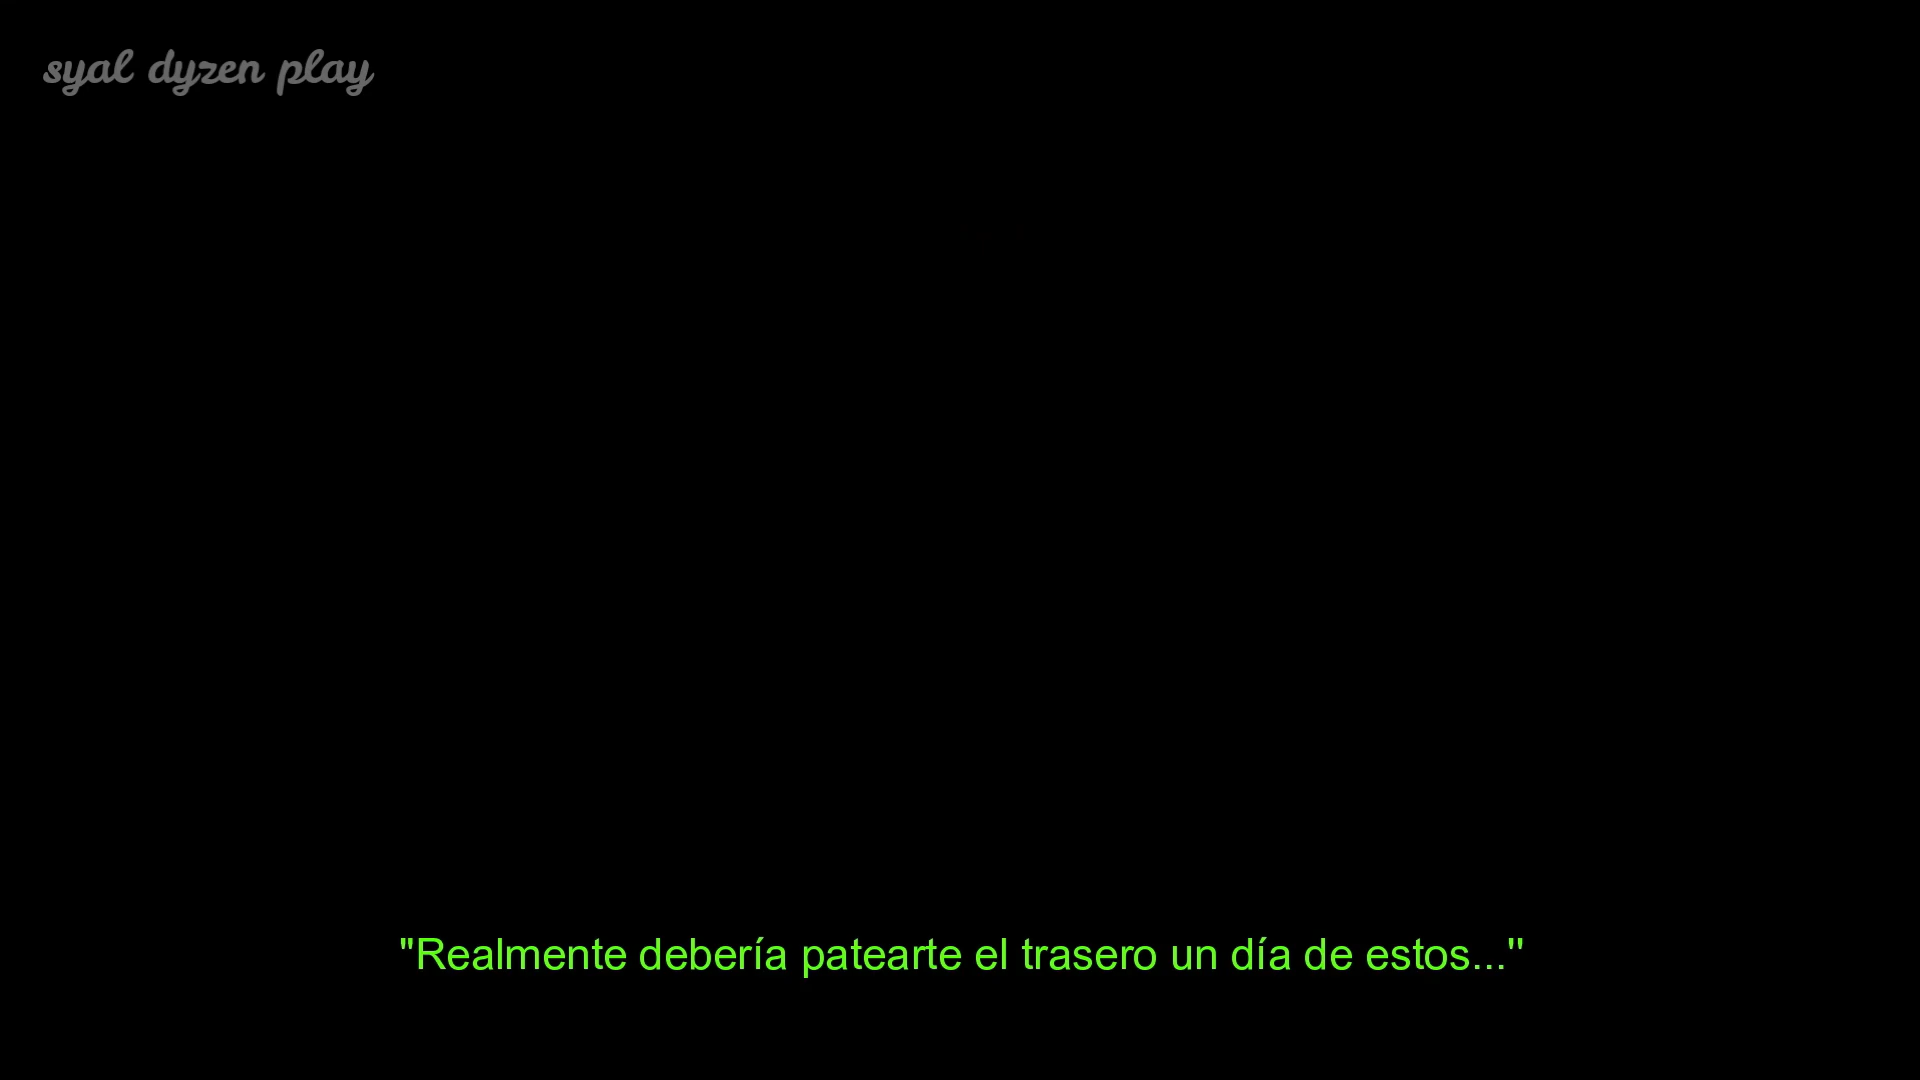 syal dyzen play
"Realmente debería patearte el trasero un día de estos..."